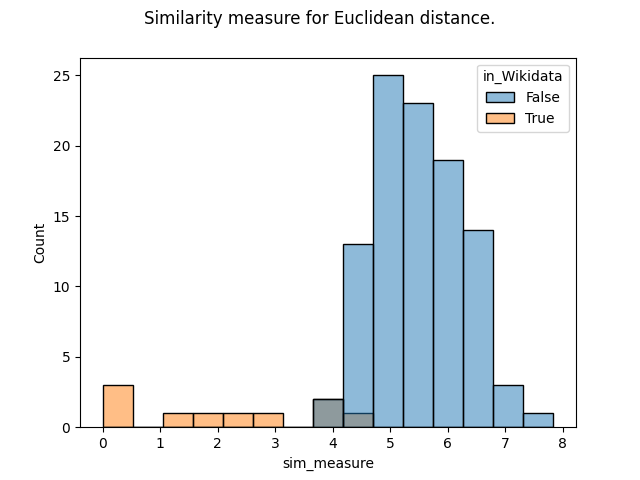 Similarity measure for Euclidean distance.
in_Wikidata
False
True
25
20
15
10
5
0
Count
0 1 2 3 4 5 6 7 8
sim_measure